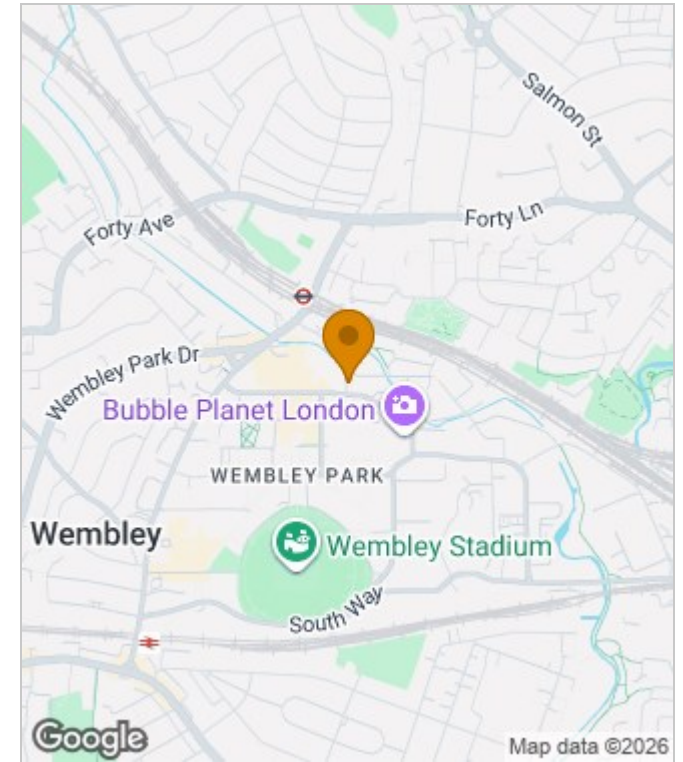 Salmon St
Forty Ave
Forty Ln
Wembley Park Dr
Bubble Planet London
WEMBLEY PARK
Wembley
Wembley Stadium
South Way
Google
Map data ©2026